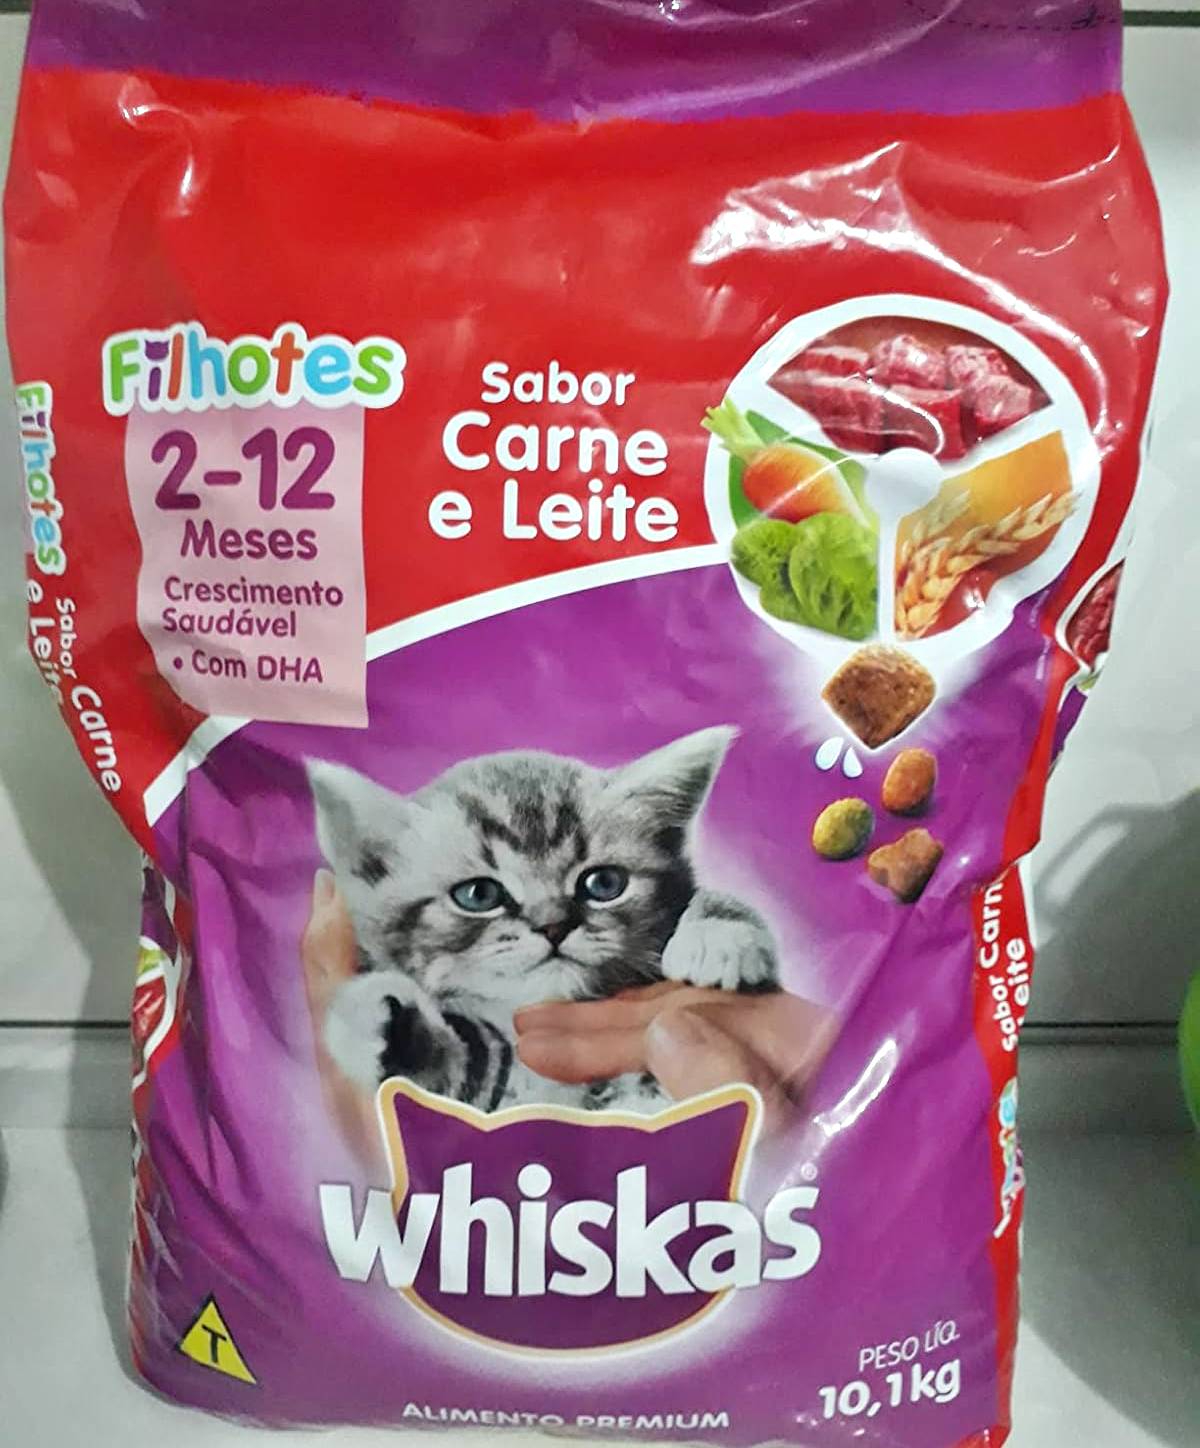 Filhotes
2-12
Meses
Crescimento
Saudável
• Com DHA
Sabor
Carne
e Leite
Filhotes
Sabor Carne
e Leite
Sabor Carne
Leite
whiskas®
T
PESO LÍQ.
10,1kg
ALIMENTO PREMIUM